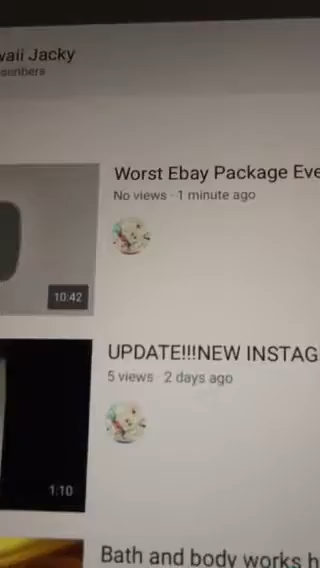 waii Jacky
10:42
Worst Ebay Package Eve
No views · 1 minute ago
1:10
UPDATE!!!NEW INSTAG
5 views · 2 days ago
Bath and body works h